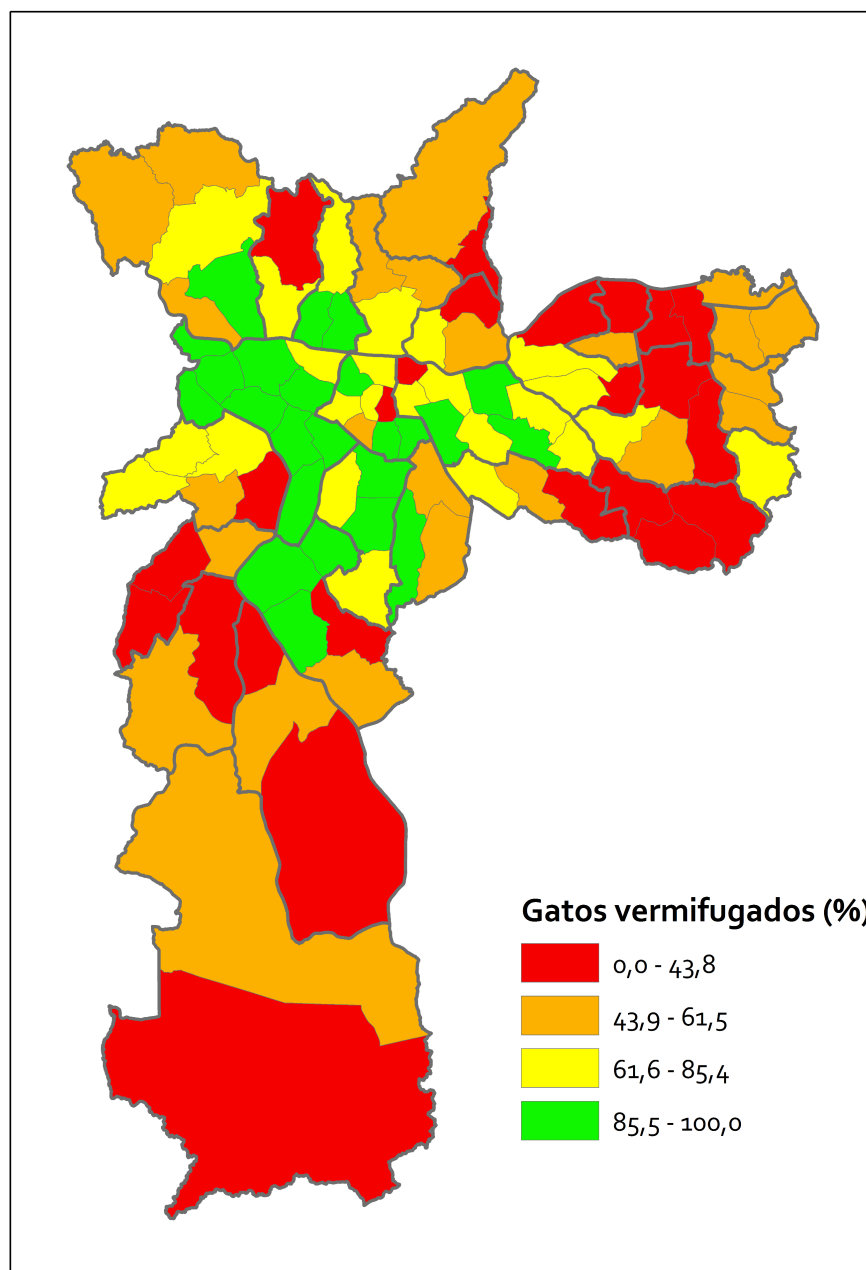 Gatos vermifugados (%)
0,0 - 43,8
43,9 - 61,5
61,6 - 85,4
85,5 - 100,0